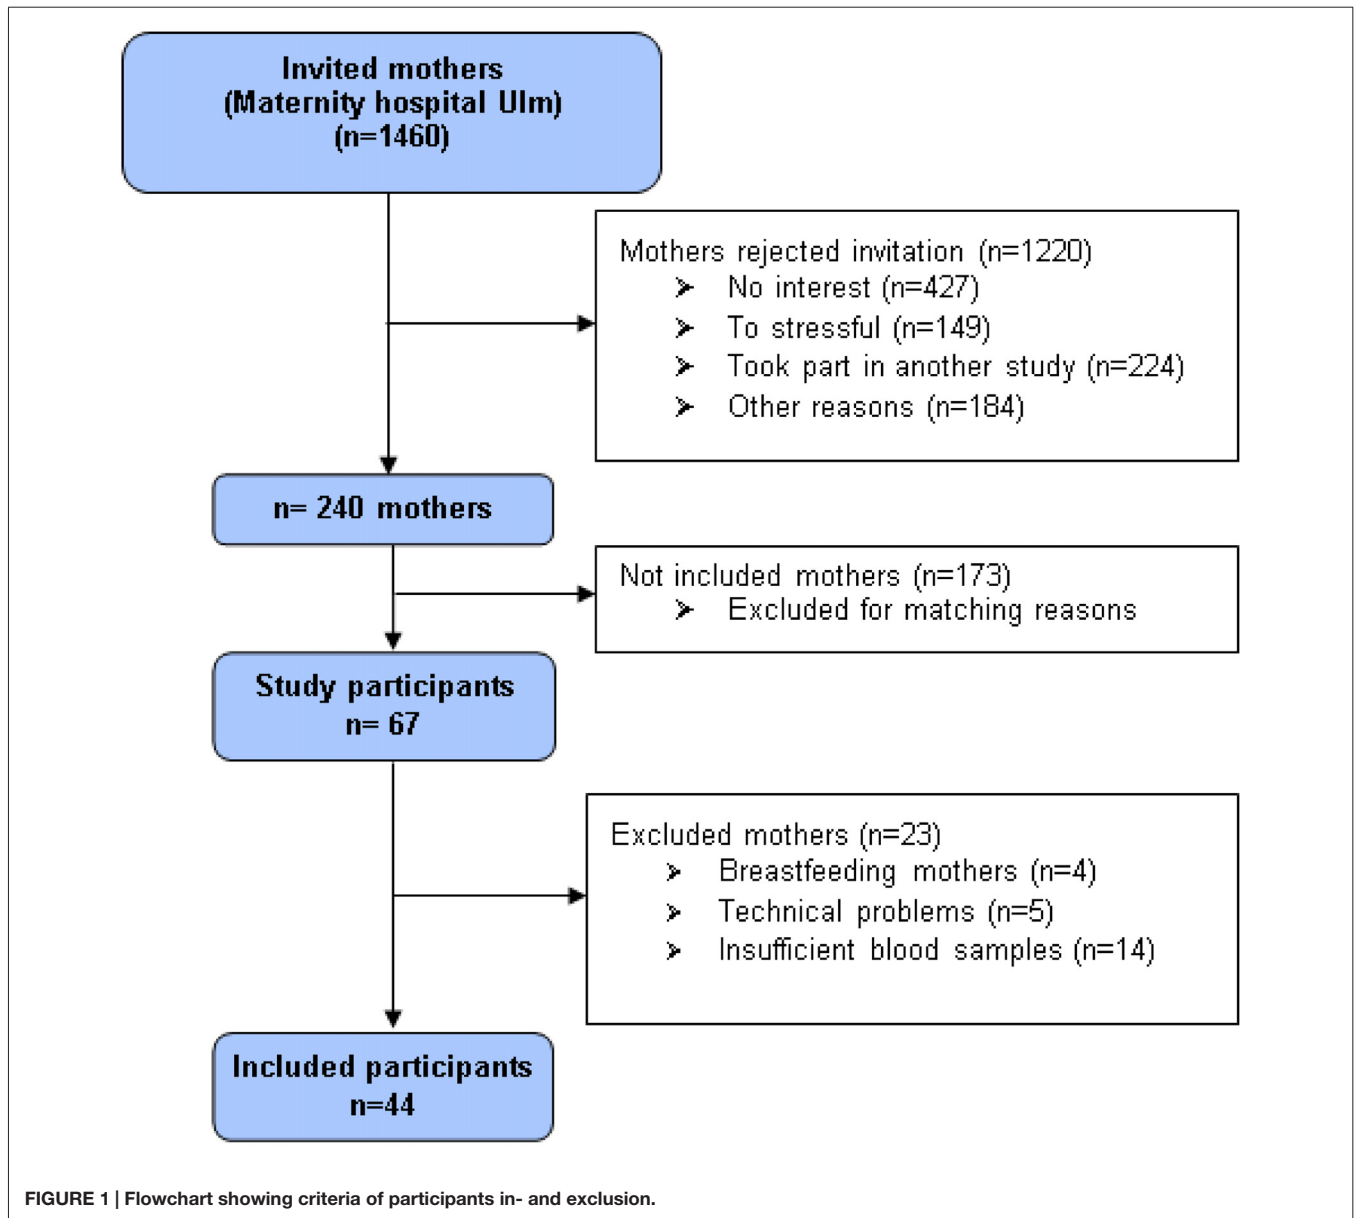 Invited mothers
(Maternity hospital Ulm)
(n=1460)
Mothers rejected invitation (n=1220)
➤ No interest (n=427)
➤ To stressful (n=149)
➤ Took part in another study (n=224)
➤ Other reasons (n=184)
n= 240 mothers
Not included mothers (n=173)
➤ Excluded for matching reasons
Study participants
n= 67
Excluded mothers (n=23)
➤ Breastfeeding mothers (n=4)
➤ Technical problems (n=5)
➤ Insufficient blood samples (n=14)
Included participants
n=44
FIGURE 1 | Flowchart showing criteria of participants in- and exclusion.